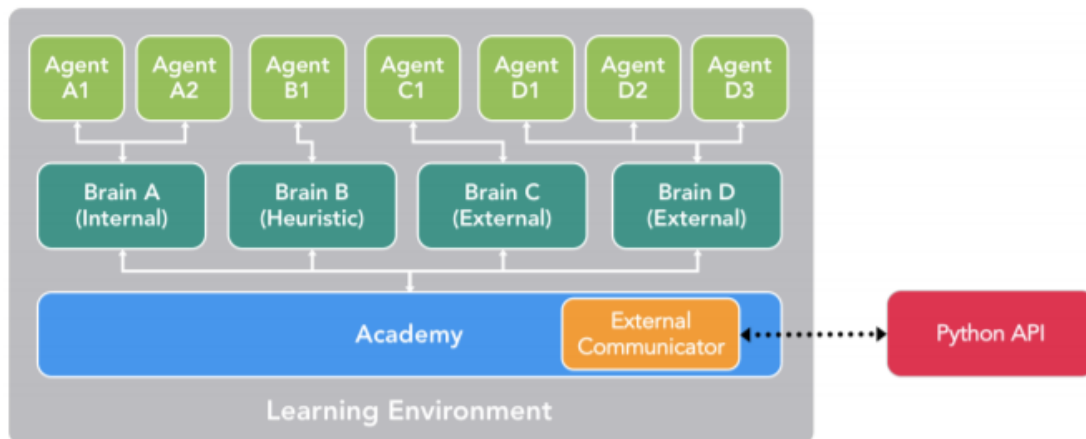 Agent
A1
Agent
A2
Agent
B1
Agent
C1
Agent
D1
Agent
D2
Agent
D3
Brain A
(Internal)
Brain B
(Heuristic)
Brain C
(External)
Brain D
(External)
Academy
External
Communicator
Python API
Learning Environment